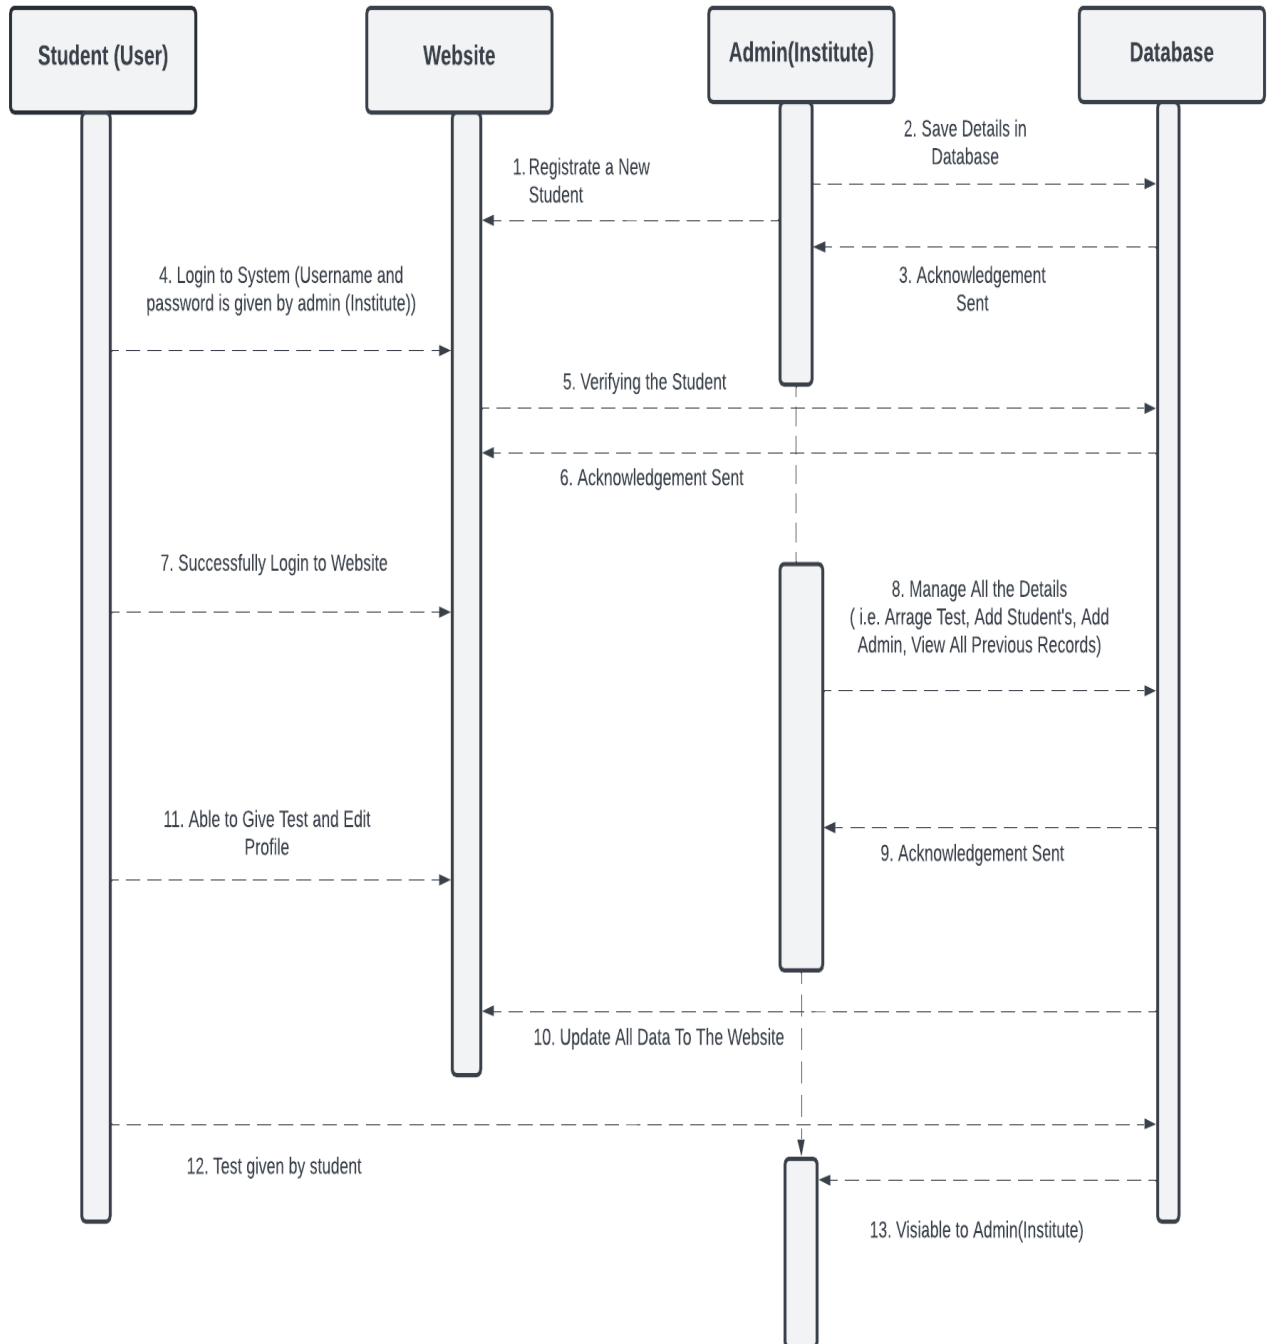 Student (User)
Website
Admin(Institute)
Database
2. Save Details in
Database
1. Registrate a New
Student
3. Acknowledgement
Sent
4. Login to System (Username and
password is given by admin (Institute))
5. Verifying the Student
6. Acknowledgement Sent
7. Successfully Login to Website
8. Manage All the Details
( i.e. Arrage Test, Add Student's, Add
Admin, View All Previous Records)
11. Able to Give Test and Edit
Profile
9. Acknowledgement Sent
10. Update All Data To The Website
12. Test given by student
13. Visiable to Admin(Institute)